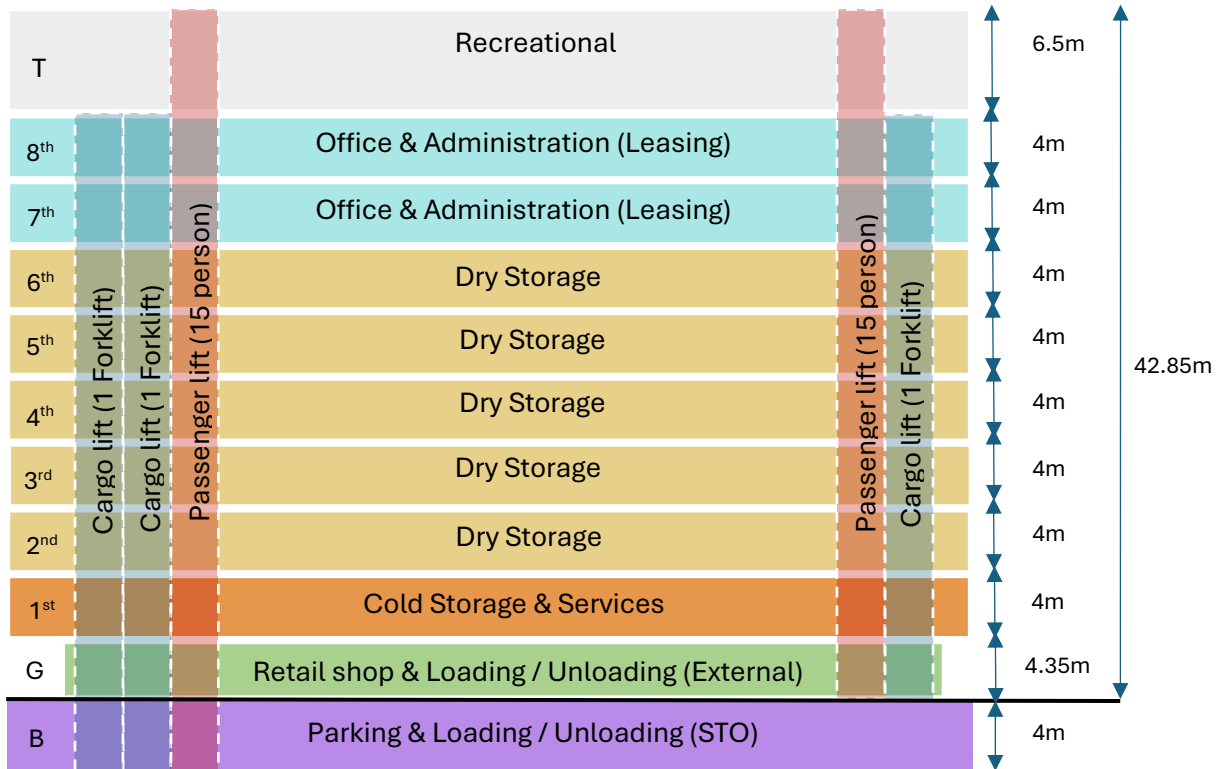 T
Recreational
6.5m
8th
Office & Administration (Leasing)
4m
7th
Office & Administration (Leasing)
4m
6th
Dry Storage
4m
5th
Dry Storage
4m
42.85m
4th
Dry Storage
4m
3rd
Dry Storage
4m
2nd
Dry Storage
4m
1st
Cold Storage & Services
4m
G
Retail shop & Loading / Unloading (External)
4.35m
B
Parking & Loading / Unloading (STO)
4m
Cargo lift (1 Forklift)
Cargo lift (1 Forklift)
Passenger lift (15 person)
Passenger lift (15 person)
Cargo lift (1 Forklift)